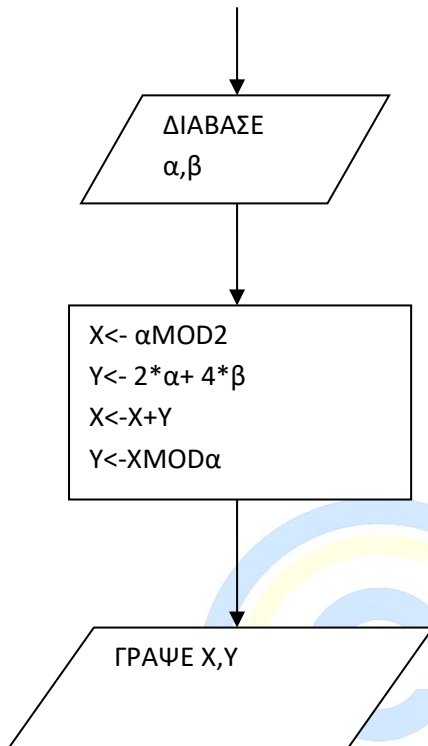 ΔΙΑΒΑΣΕ
α,β
Χ<- αMOD2
Υ<- 2*α+ 4*β
Χ<-Χ+Υ
Υ<-ΧMODα
ΓΡΑΨΕ Χ,Υ